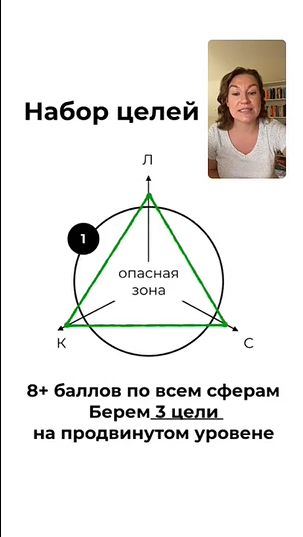 Набор целей
Л
1
опасная
зона
К
С
8+ баллов по всем сферам
Берем 3 цели
на продвинутом уровене